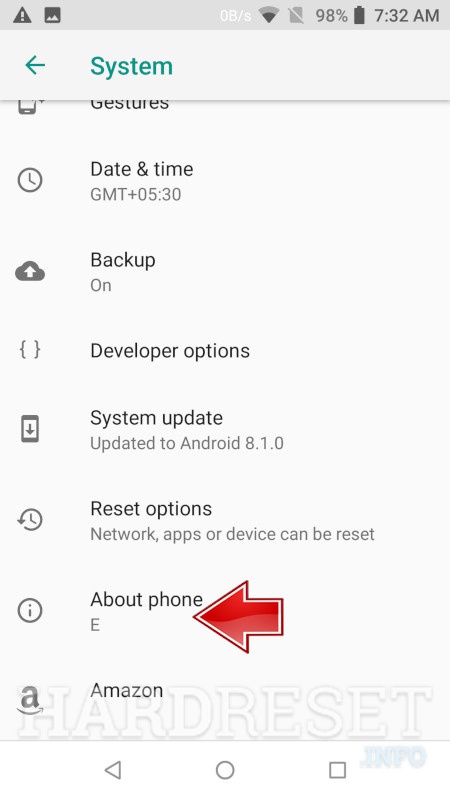 0B/s 98% 7:32 AM
System
Gestures
Date & time
GMT+05:30
Backup
On
{ } Developer options
System update
Updated to Android 8.1.0
Reset options
Network, apps or device can be reset
About phone
E
a Amazon
HARDRESET
.INFO